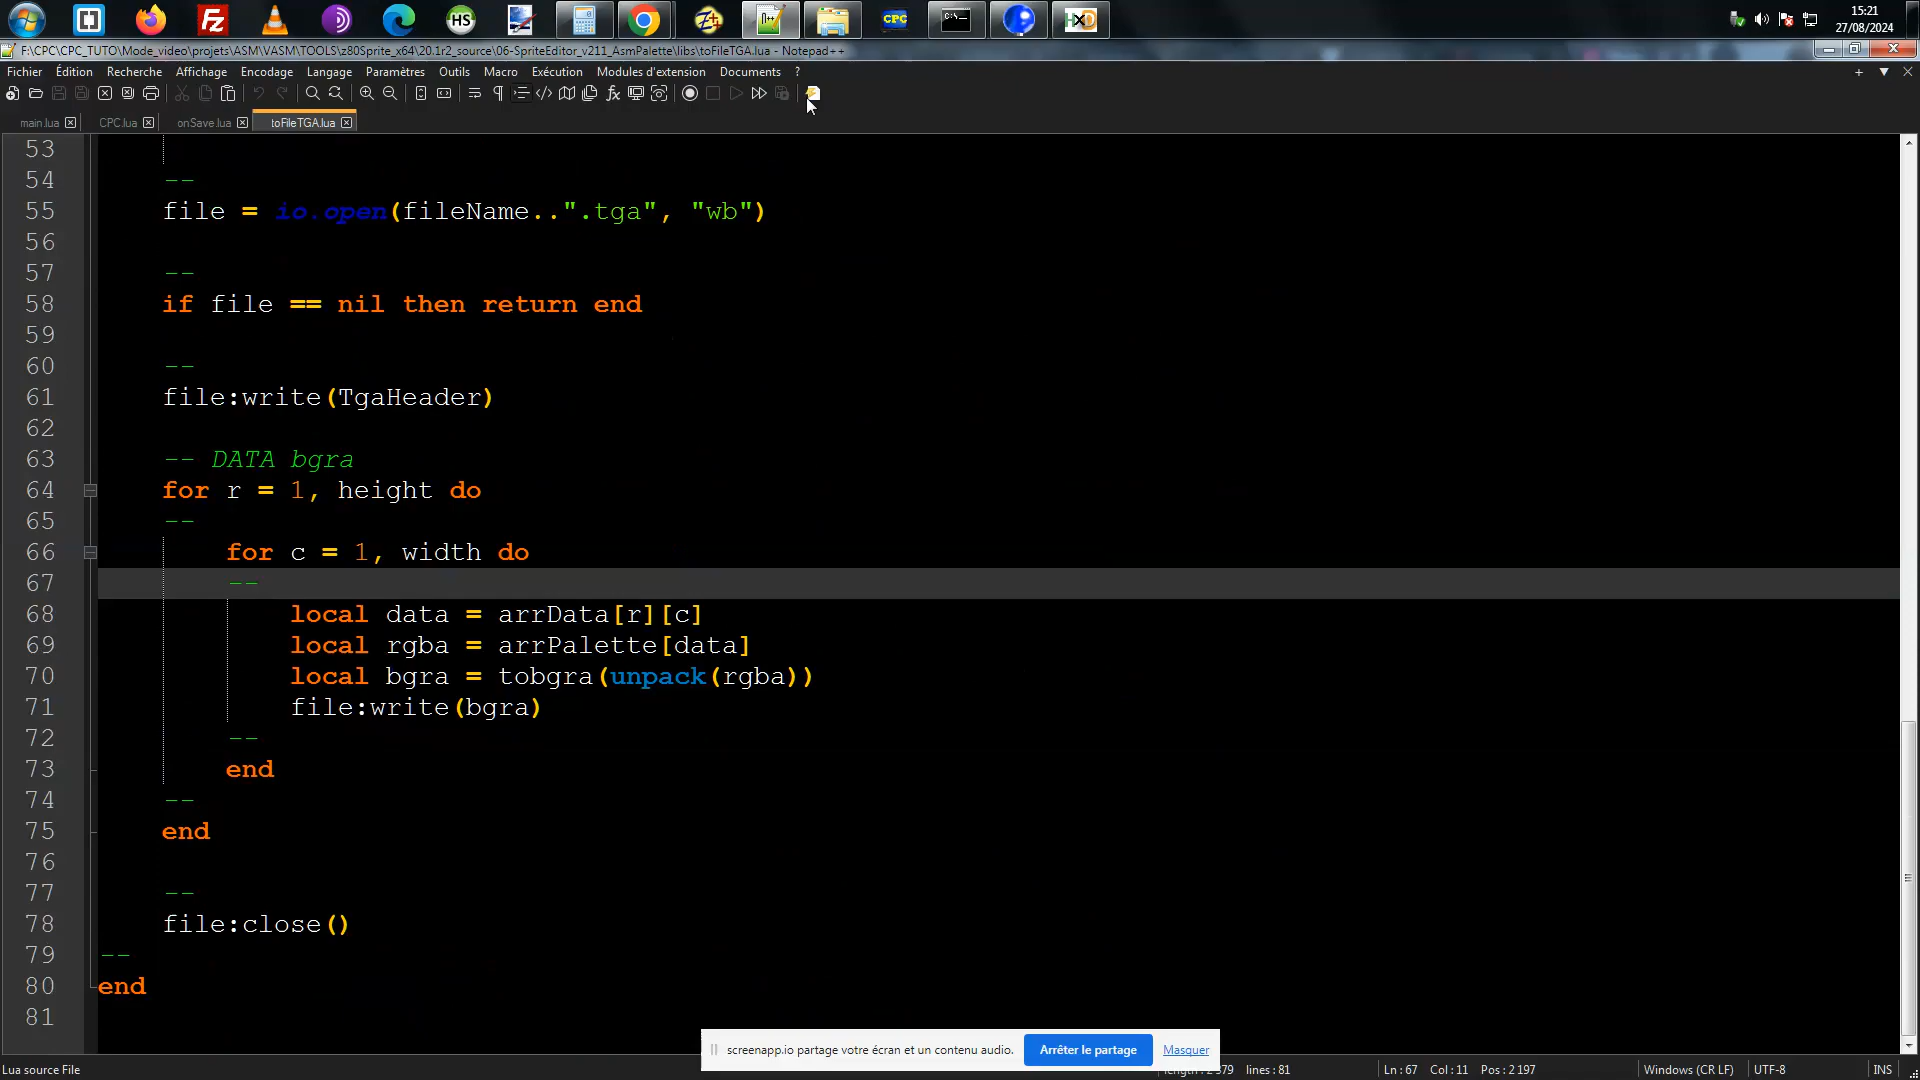 15:21
27/08/2024
F:\CPC\CPC_TUTO\Mode_video\projets\ASM\VASM\TOOLS\z80Sprite_x64\20.1r2_source\06-SpriteEditor_v211_AsmPalette\libs\toFileTGA.lua - Notepad++
Fichier Édition Recherche Affichage Encodage Langage Paramètres Outils Macro Exécution Modules d'extension Documents ?
main.lua CPC.lua onSave.lua toFileTGA.lua
53
54 --
55 file = io.open(fileName..".tga", "wb")
56
57 --
58 if file == nil then return end
59
60 --
61 file:write(TgaHeader)
62
63 -- DATA bgra
64 for r = 1, height do
65 --
66 for c = 1, width do
67 --
68 local data = arrData[r][c]
69 local rgba = arrPalette[data]
70 local bgra = tobgra(unpack(rgba))
71 file:write(bgra)
72 --
73 end
74 --
75 end
76
77 --
78 file:close()
79 --
80 end
81
screenapp.io partage votre écran et un contenu audio. Arrêter le partage Masquer
Lua source File lines: 81 Ln: 67 Col: 11 Pos: 2 197 Windows (CR LF) UTF-8 INS